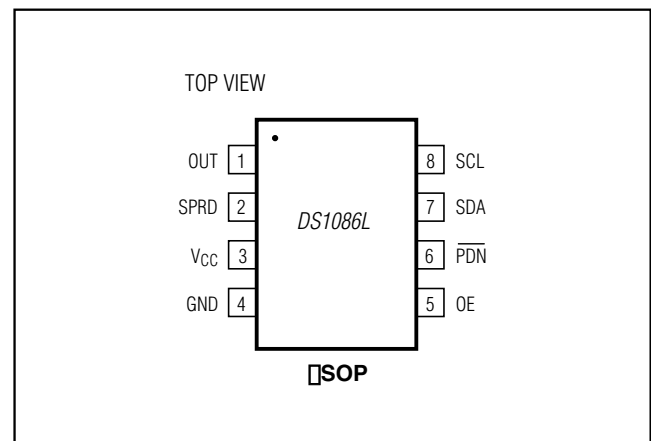 TOP VIEW
OUT 1 8 SCL
SPRD 2 DS1086L 7 SDA
VCC 3 6 PDN
GND 4 5 OE
▯SOP